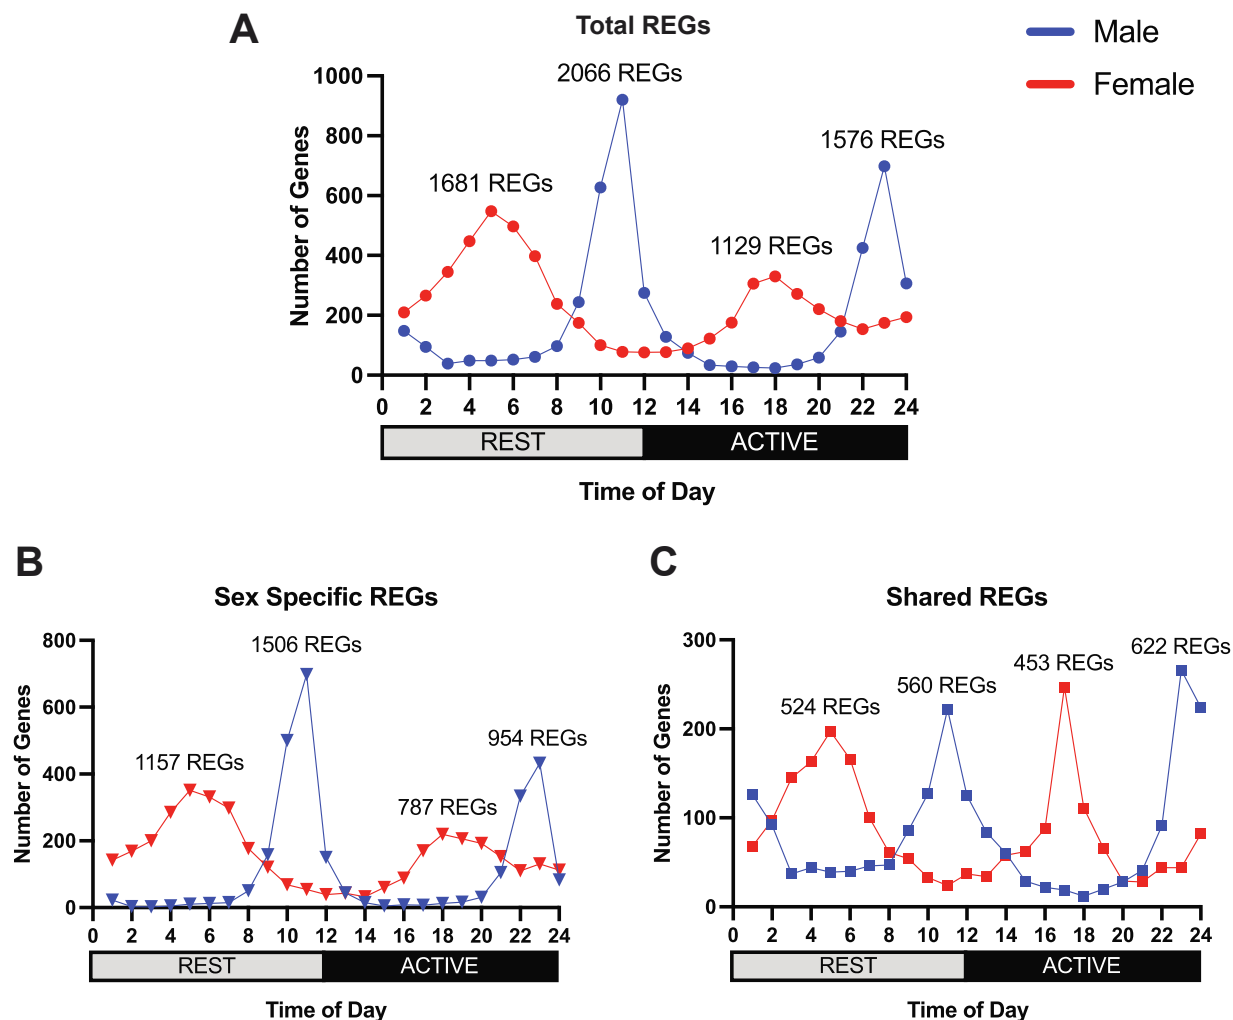 A
Total REGs
Male
Female
2066 REGs
1576 REGs
1681 REGs
1129 REGs
Number of Genes
1000
800
600
400
200
0
0 2 4 6 8 10 12 14 16 18 20 22 24
REST ACTIVE
Time of Day
B
Sex Specific REGs
1506 REGs
954 REGs
1157 REGs
787 REGs
Number of Genes
800
600
400
200
0
0 2 4 6 8 10 12 14 16 18 20 22 24
REST ACTIVE
Time of Day
C
Shared REGs
622 REGs
453 REGs
560 REGs
524 REGs
Number of Genes
300
200
100
0
0 2 4 6 8 10 12 14 16 18 20 22 24
REST ACTIVE
Time of Day